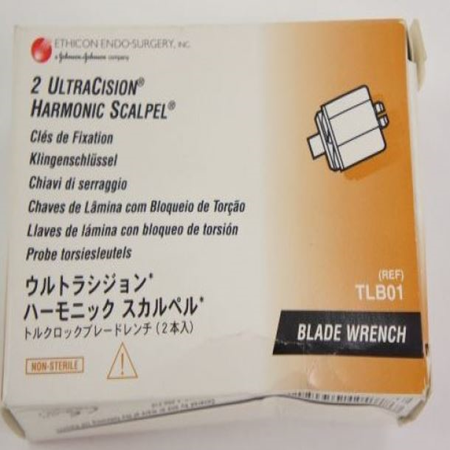 ETHICON ENDO-SURGERY, INC.
a Johnson & Johnson company
2 ULTRACISION®
HARMONIC SCALPEL®
Clés de Fixation
Klingenschlüssel
Chiavi di serraggio
Chaves de Lâmina com Bloqueio de Torção
Llaves de lámina con bloqueo de torsión
Probe torsiesleutels
ウルトラシジョン*
ハーモニック スカルペル*
トルクロックブレードレンチ(2本入)
(REF)
TLB01
BLADE WRENCH
NON-STERILE